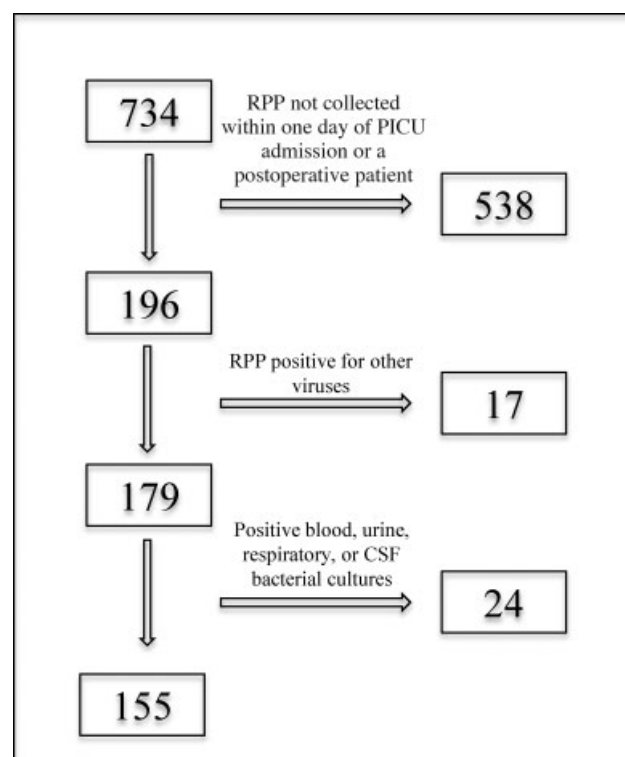 734
RPP not collected
within one day of PICU
admission or a
postoperative patient
538
196
RPP positive for other
viruses
17
179
Positive blood, urine,
respiratory, or CSF
bacterial cultures
24
155